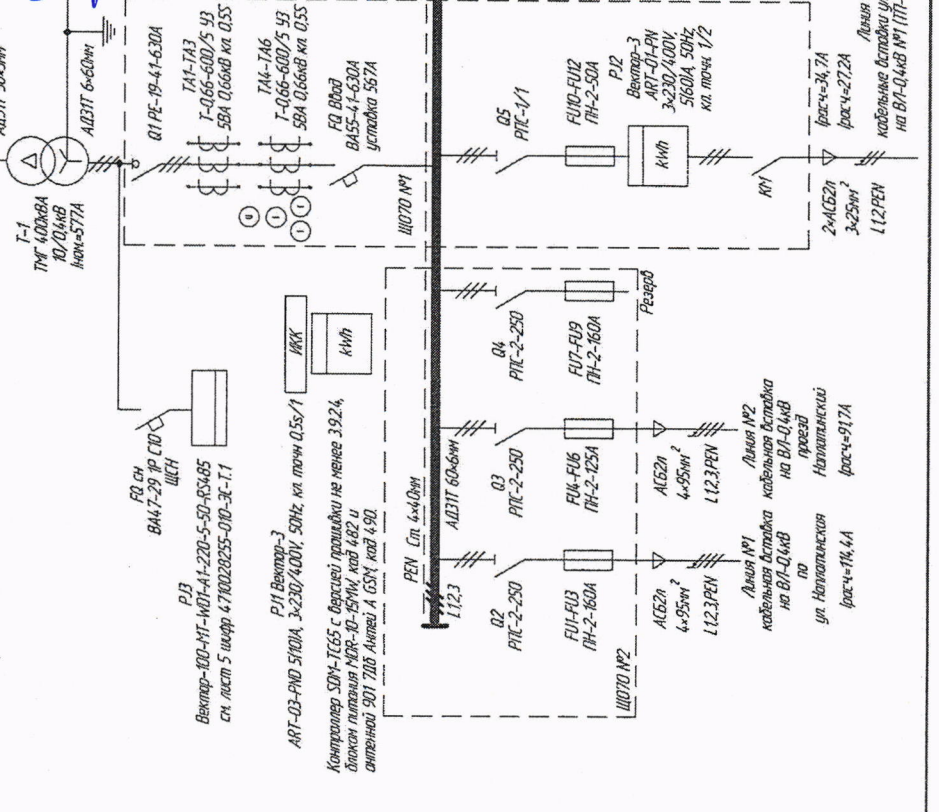 Т-1
ТМГ 400кВА
10/0,4кВ
Iном=577А
АД31Т 6×60мм
Q1 РЕ-19-41-630А
ТА1-ТА3
Т-0,66-600/5 У3
5ВА 0,66кВ кл. 0,5S
ТА4-ТА6
Т-0,66-600/5 У3
5ВА 0,66кВ кл. 0,5S
FQ Ввод
ВА55-41-630А
уставка 567А
ЩО70 №1
Q5
РПС-1/1
FU10-FU12
ПН-2-50А
PJ2
Вектор-3
ART-01-PN
3×230/400V,
5(60)А, 50Hz,
кл. точн. 1/2
kWh
КМ
Iрасч=34,7А
Iрасч=27,2А
2×АСБ2л
3×25мм²
L1,2,PEN
Линия
кабельные вставки
на ВЛ-0,4кВ №1 (ТП-
FQ сн
ВА47-29 1Р С10
ЩСН
PJ3
Вектор-100-МТ-W01-А1-220-5-50-RS485
см. лист 5 шифр 4710028255-010-ЭС-Т.1
ИКК
kWh
PJ1 Вектор-3
ART-03-PND 5(10)А, 3×230/400V, 50Hz, кл. точн 0,5s/1
Контроллер SDM-TC65 с версией прошивки не менее 3.9.24,
блоком питания MDR-10-15MW, код 482 и
антенной 901 7Дб Антей А GSM, код 490.
PEN Ст. 4×40мм
АД31Т 60×6мм
L1,2,3
Q4
РПС-2-250
FU7-FU9
ПН-2-160А
Резерв
Q3
РПС-2-250
FU4-FU6
ПН-2-125А
АСБ2л
4×95мм²
L1,2,3,PEN
Линия №2
кабельная вставка
на ВЛ-0,4кВ
проезд
Наплатинский
Iрасч=91,7А
Q2
РПС-2-250
FU1-FU3
ПН-2-160А
АСБ2л
4×95мм²
L1,2,3,PEN
Линия №1
кабельная вставка
на ВЛ-0,4кВ
по
ул. Наплатинская
Iрасч=114,4А
ЩО70 №2